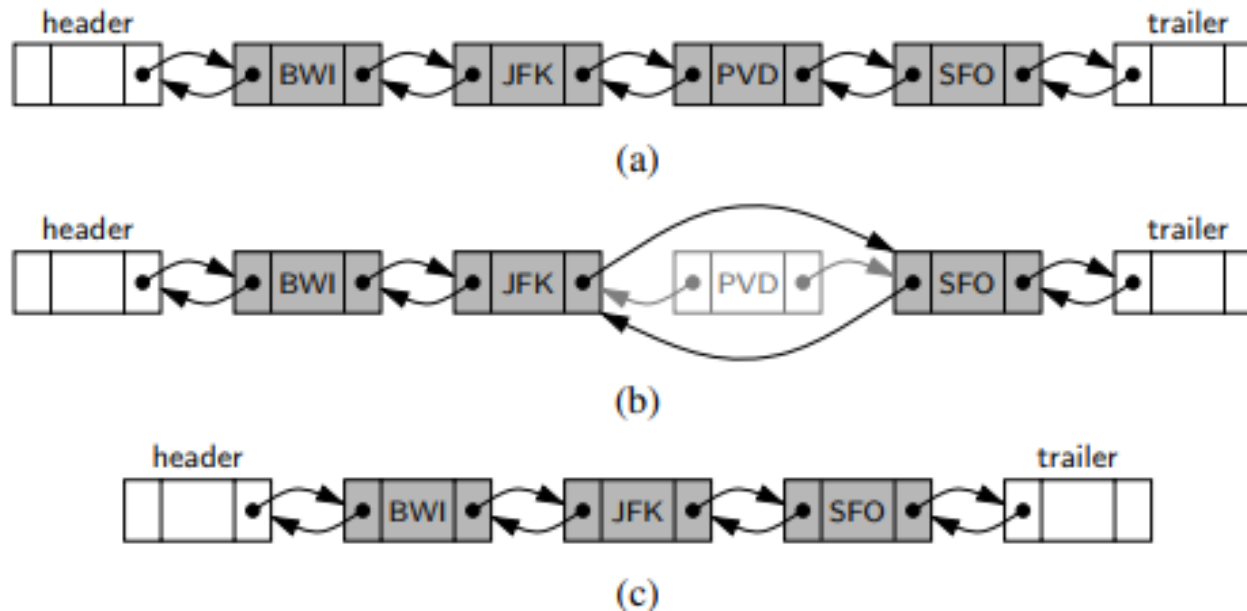 header trailer
BWI JFK PVD SFO
(a)
header trailer
BWI JFK PVD SFO
(b)
header trailer
BWI JFK SFO
(c)